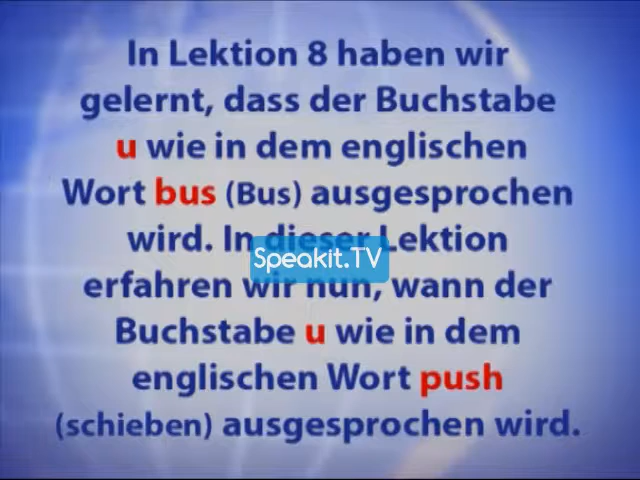 In Lektion 8 haben wir
gelernt, dass der Buchstabe
u wie in dem englischen
Wort bus (Bus) ausgesprochen
wird. In dieser Lektion
Speakit.TV
erfahren wir nun, wann der
Buchstabe u wie in dem
englischen Wort push
(schieben) ausgesprochen wird.